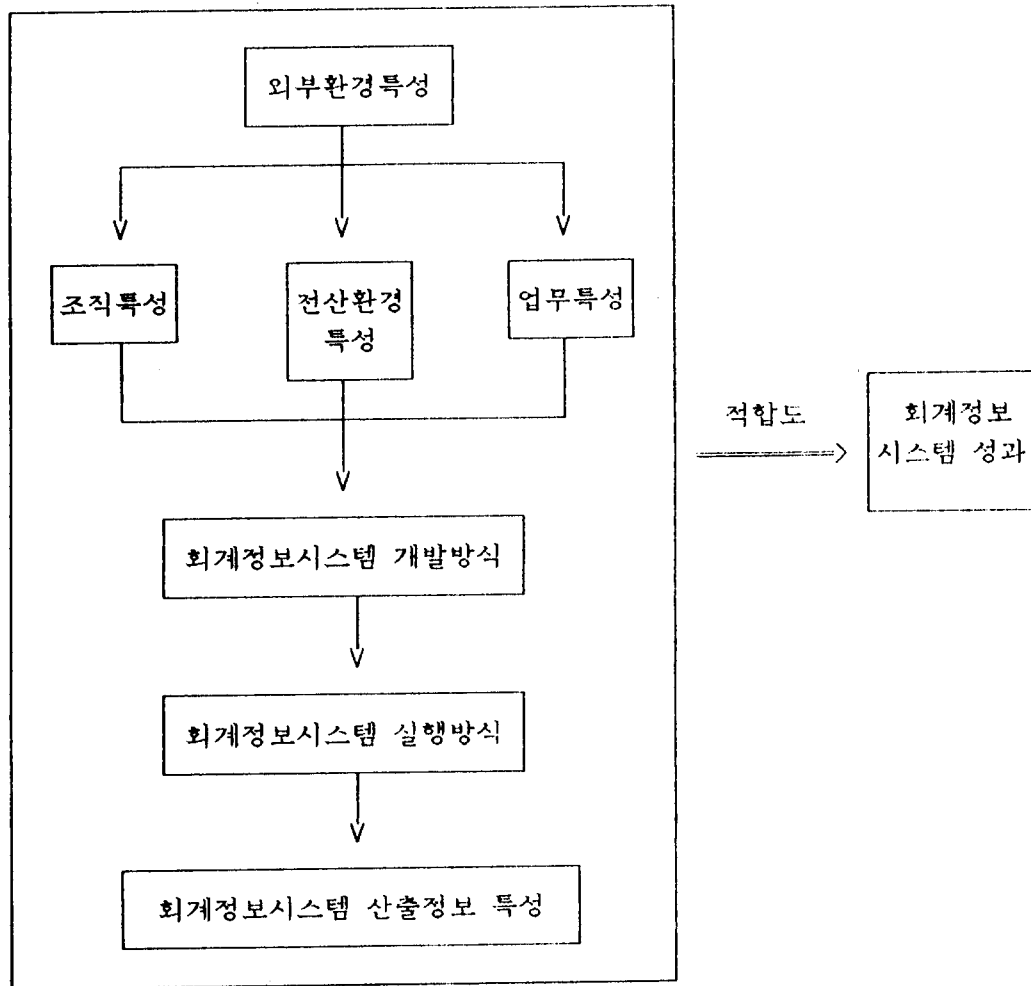 외부환경특성
조직특성
전산환경
특성
업무특성
적합도
회계정보
시스템 성과
회계정보시스템 개발방식
회계정보시스템 실행방식
회계정보시스템 산출정보 특성